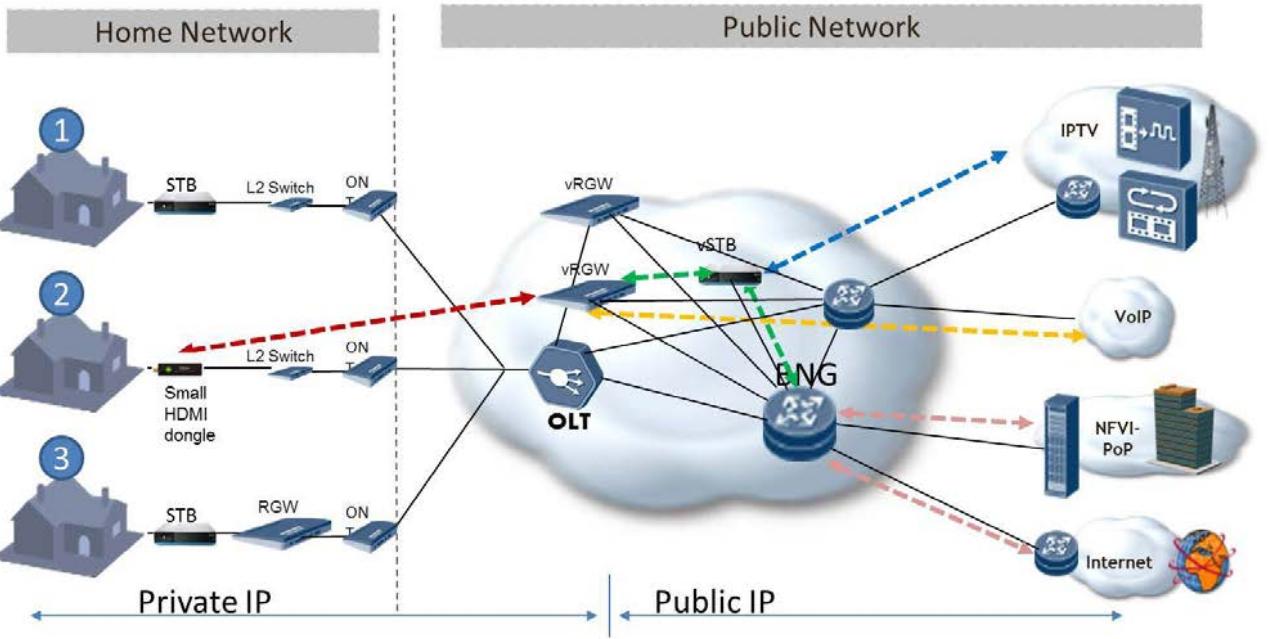 Home Network
Public Network
1
STB
L2 Switch
ON
T
vRGW
vSTB
IPTV
2
vRGW
L2 Switch
ON
T
Small
HDMI
dongle
OLT
BNG
VoIP
NFVI-
PoP
3
STB
RGW
ON
T
Internet
Private IP
Public IP